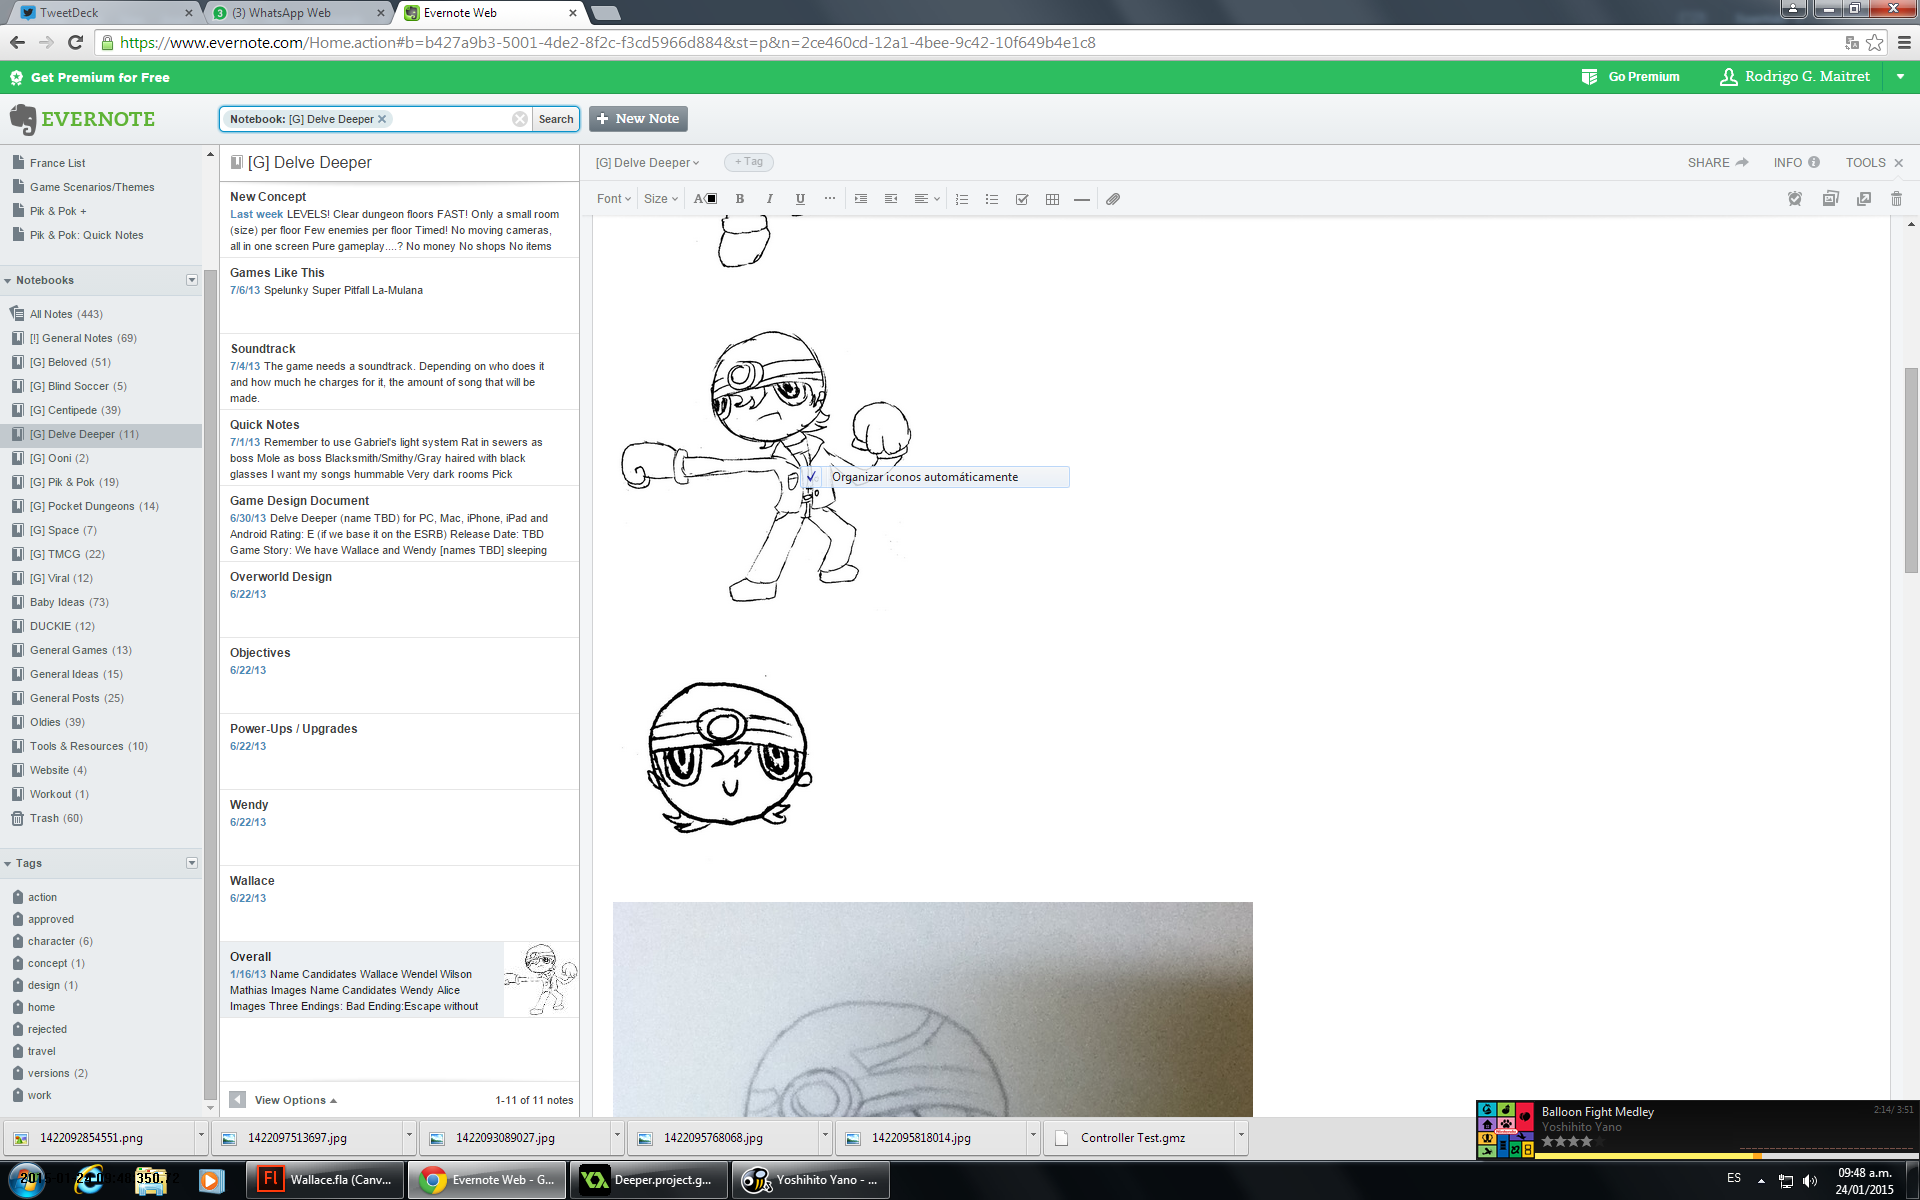 TweetDeck
(3) WhatsApp Web
Evernote Web
https://www.evernote.com/Home.action#b=b427a9b3-5001-4de2-8f2c-f3cd5966d884&st=p&n=2ce460cd-12a1-4bee-9c42-10f649b4e1c8
Get Premium for Free
Go Premium
Rodrigo G. Maitret
EVERNOTE
Notebook: [G] Delve Deeper
Search
+ New Note
France List
Game Scenarios/Themes
Pik & Pok +
Pik & Pok: Quick Notes
Notebooks
All Notes (443)
[!] General Notes (69)
[G] Beloved (51)
[G] Blind Soccer (5)
[G] Centipede (39)
[G] Delve Deeper (11)
[G] Ooni (2)
[G] Pik & Pok (19)
[G] Pocket Dungeons (14)
[G] Space (7)
[G] TMCG (22)
[G] Viral (12)
Baby Ideas (73)
DUCKIE (12)
General Games (13)
General Ideas (15)
General Posts (25)
Oldies (39)
Tools & Resources (10)
Website (4)
Workout (1)
Trash (60)
Tags
action
approved
character (6)
concept (1)
design (1)
home
rejected
travel
versions (2)
work
[G] Delve Deeper
New Concept
Last week LEVELS! Clear dungeon floors FAST! Only a small room
(size) per floor Few enemies per floor Timed! No moving cameras,
all in one screen Pure gameplay....? No money No shops No items
Games Like This
7/6/13 Spelunky Super Pitfall La-Mulana
Soundtrack
7/4/13 The game needs a soundtrack. Depending on who does it
and how much he charges for it, the amount of song that will be
made.
Quick Notes
7/1/13 Remember to use Gabriel's light system Rat in sewers as
boss Mole as boss Blacksmith/Smithy/Gray haired with black
glasses I want my songs hummable Very dark rooms Pick
Game Design Document
6/30/13 Delve Deeper (name TBD) for PC, Mac, iPhone, iPad and
Android Rating: E (if we base it on the ESRB) Release Date: TBD
Game Story: We have Wallace and Wendy [names TBD] sleeping
Overworld Design
6/22/13
Objectives
6/22/13
Power-Ups / Upgrades
6/22/13
Wendy
6/22/13
Wallace
6/22/13
Overall
1/16/13 Name Candidates Wallace Wendel Wilson
Mathias Images Name Candidates Wendy Alice
Images Three Endings: Bad Ending:Escape without
View Options
1-11 of 11 notes
[G] Delve Deeper
+ Tag
SHARE
INFO
TOOLS
Font
Size
A
B
I
U
Organizar iconos automáticamente
1422092854551.png
1422097513697.jpg
1422093089027.jpg
1422095768068.jpg
1422095818014.jpg
Controller Test.gmz
Balloon Fight Medley
Yoshihito Yano
2:14/ 3:51
Wallace.fla (Canv...
Evernote Web - G...
Deeper.project.g...
Yoshihito Yano - ...
ES
09:48 a.m.
24/01/2015